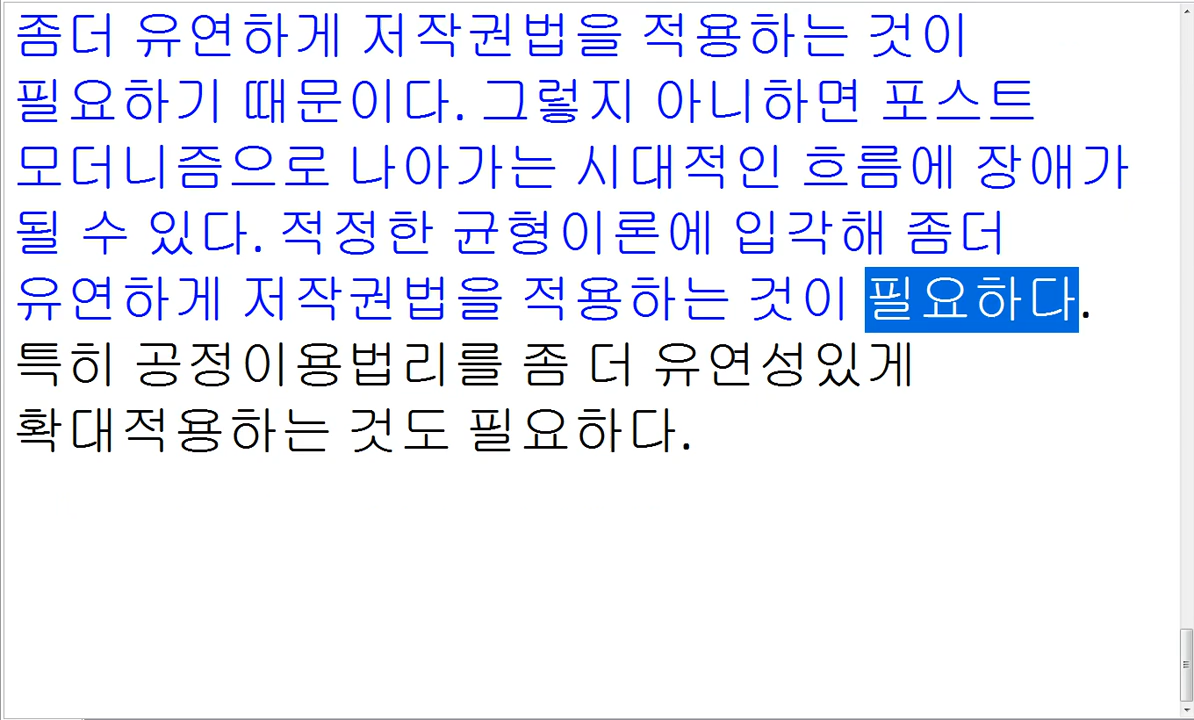 좀더 유연하게 저작권법을 적용하는 것이
필요하기 때문이다. 그렇지 아니하면 포스트
모더니즘으로 나아가는 시대적인 흐름에 장애가
될 수 있다. 적정한 균형이론에 입각해 좀더
유연하게 저작권법을 적용하는 것이 필요하다.
특히 공정이용법리를 좀 더 유연성있게
확대적용하는 것도 필요하다.